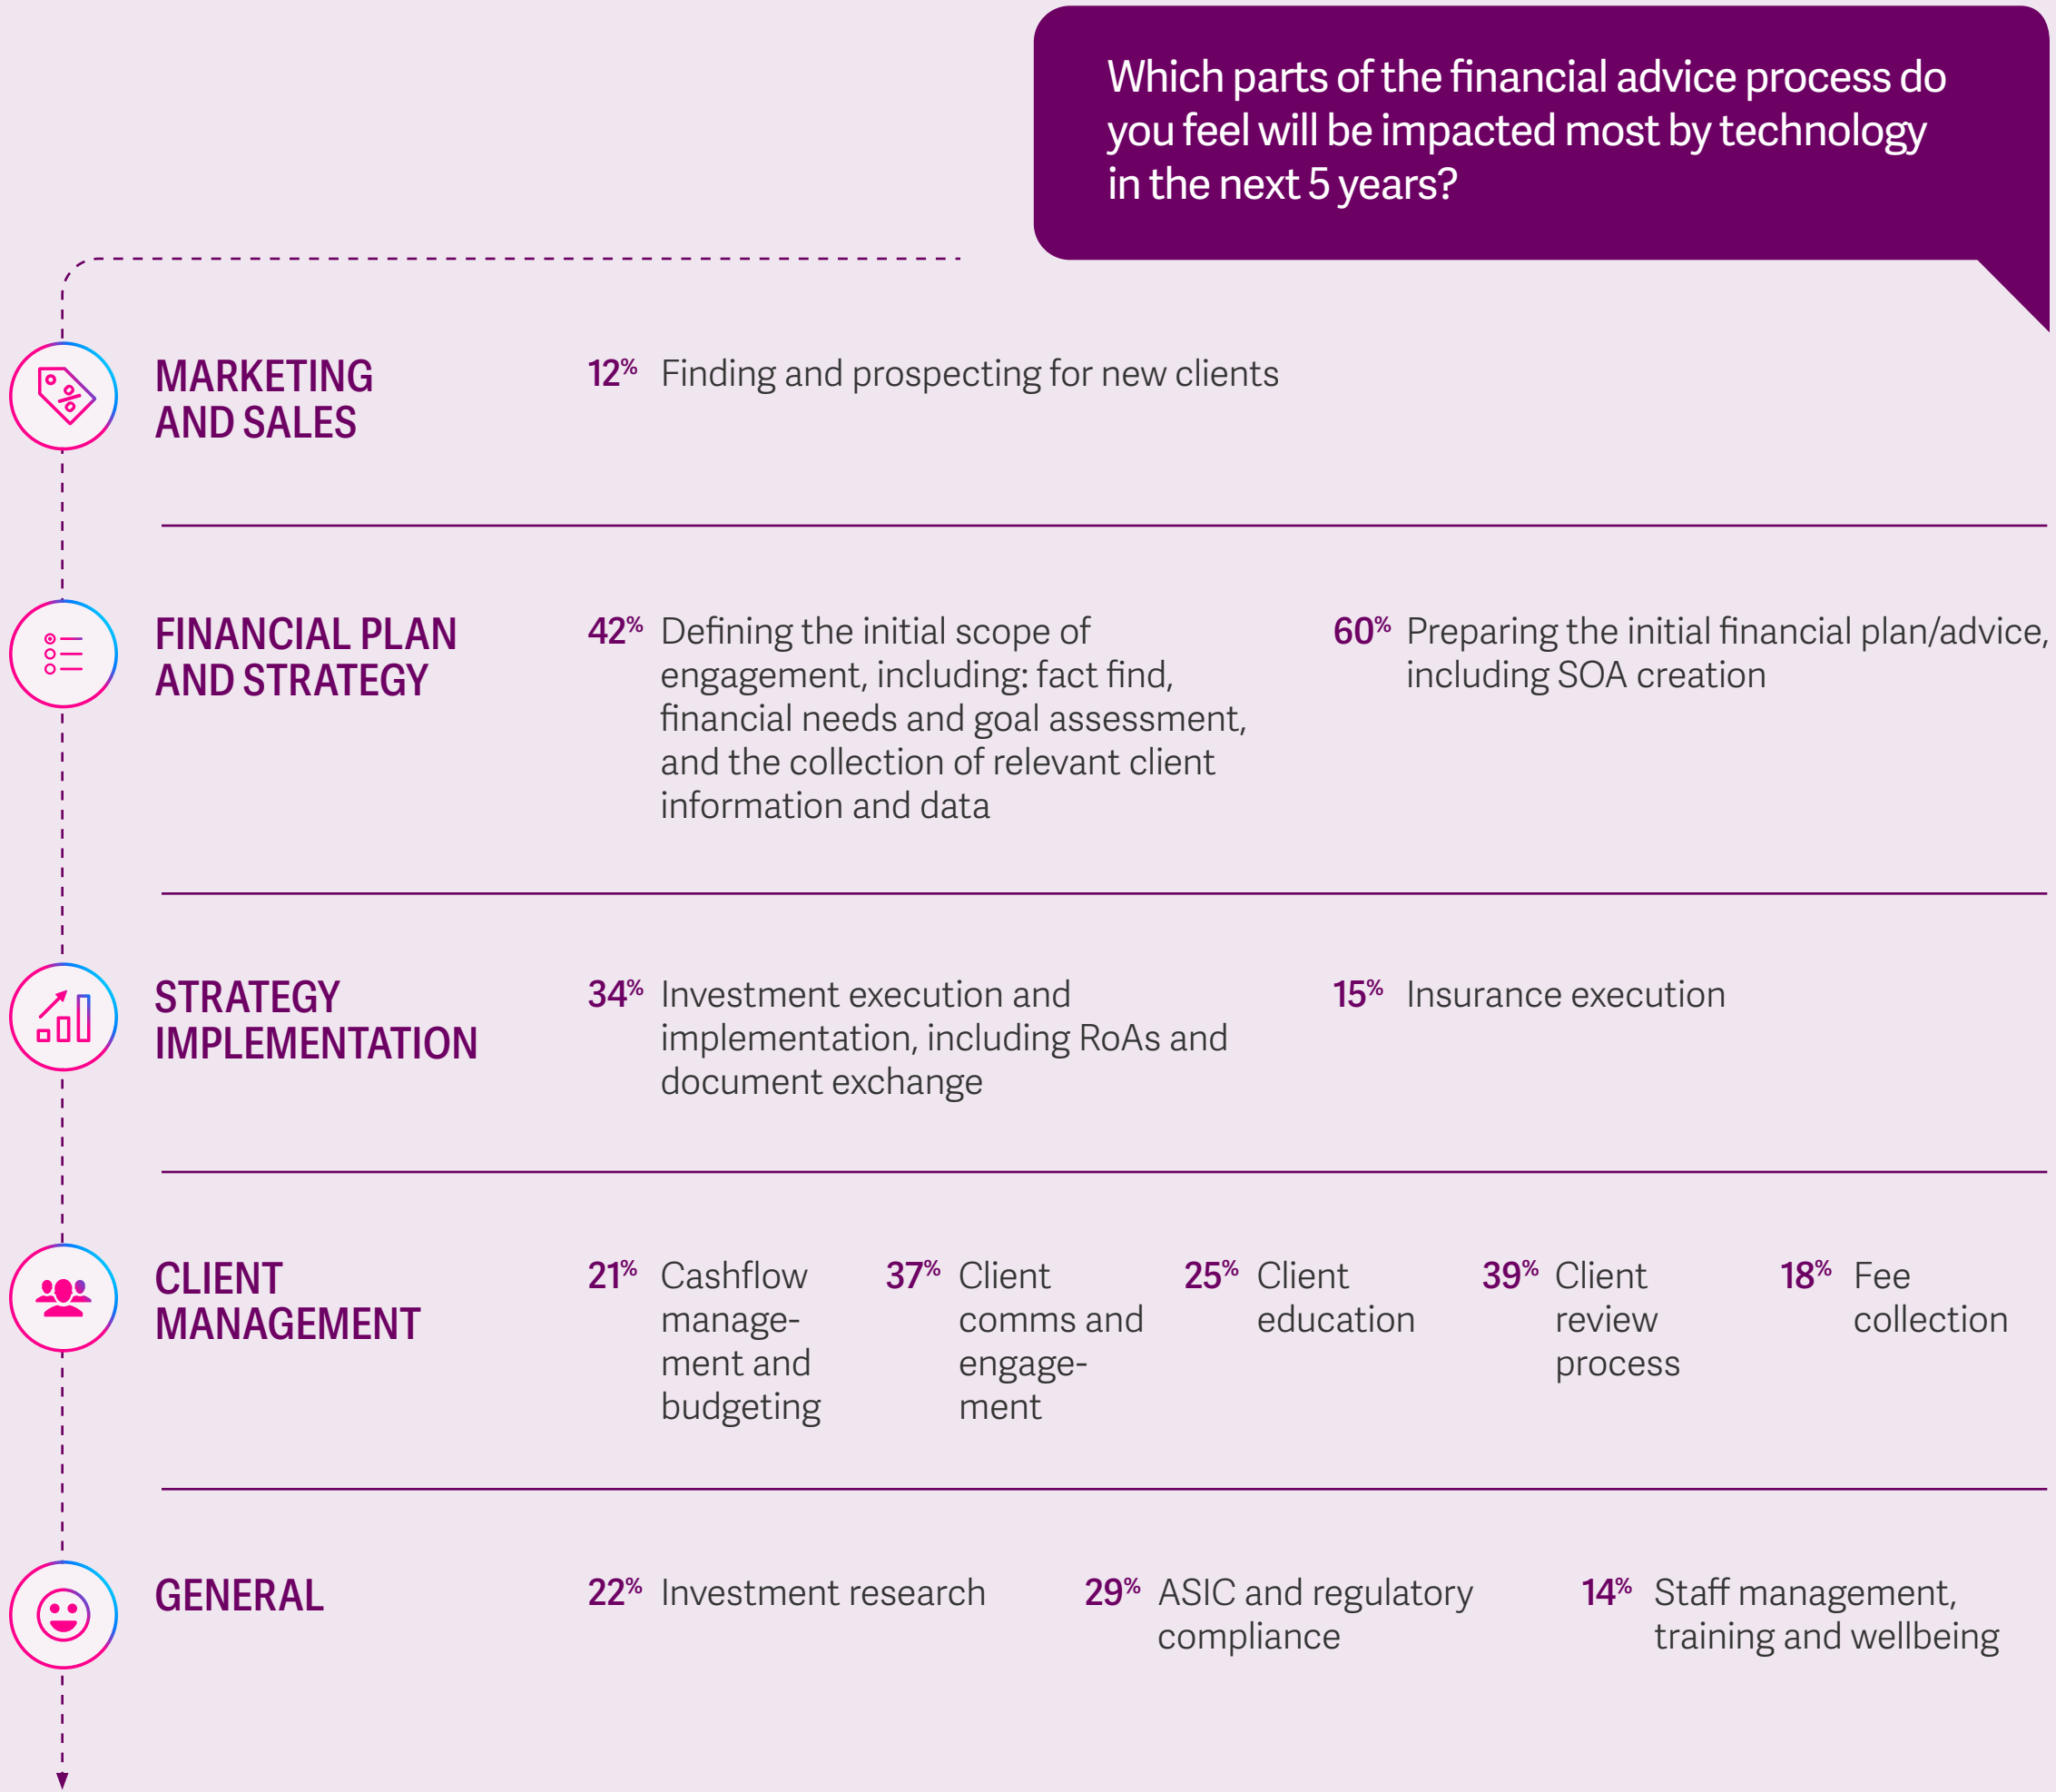 Which parts of the financial advice process do
you feel will be impacted most by technology
in the next 5 years?
MARKETING
AND SALES
12% Finding and prospecting for new clients
FINANCIAL PLAN
AND STRATEGY
42% Defining the initial scope of
engagement, including: fact find,
financial needs and goal assessment,
and the collection of relevant client
information and data
60% Preparing the initial financial plan/advice,
including SOA creation
STRATEGY
IMPLEMENTATION
34% Investment execution and
implementation, including RoAs and
document exchange
15% Insurance execution
CLIENT
MANAGEMENT
21% Cashflow
manage-
ment and
budgeting
37% Client
comms and
engage-
ment
25% Client
education
39% Client
review
process
18% Fee
collection
GENERAL
22% Investment research
29% ASIC and regulatory
compliance
14% Staff management,
training and wellbeing